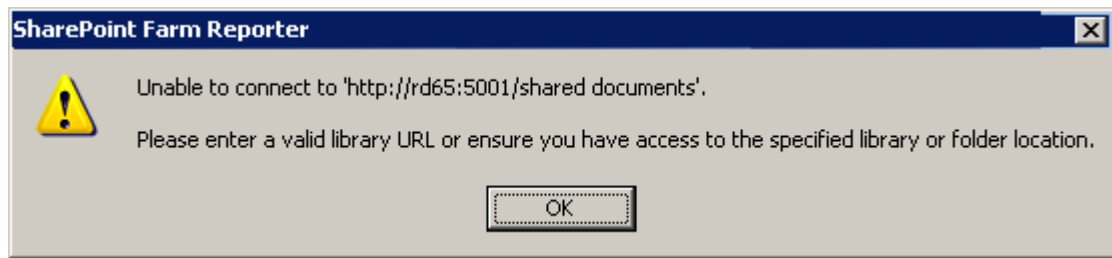 SharePoint Farm Reporter
Unable to connect to 'http://rd65:5001/shared documents'.
Please enter a valid library URL or ensure you have access to the specified library or folder location.
OK